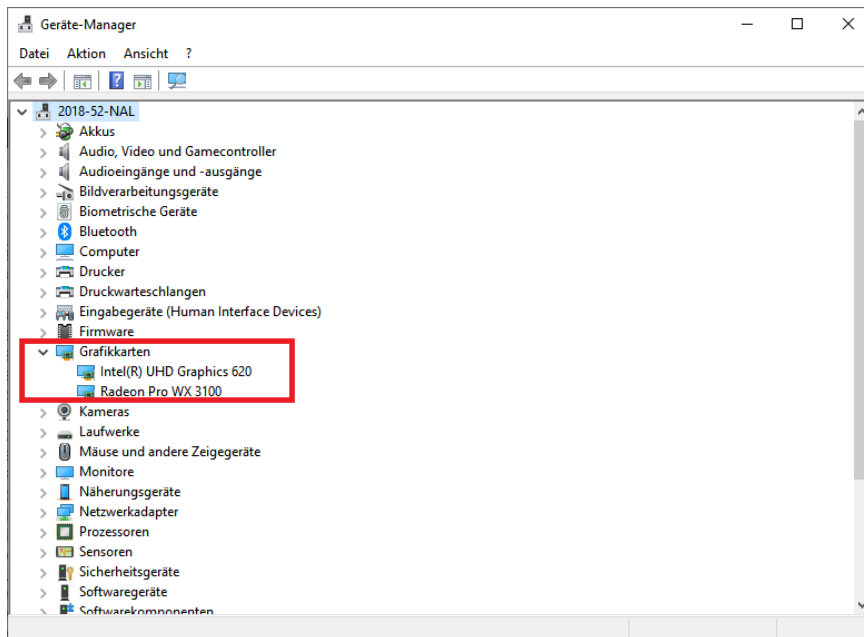 Geräte-Manager
Datei Aktion Ansicht ?
2018-52-NAL
Akkus
Audio, Video und Gamecontroller
Audioeingänge und -ausgänge
Bildverarbeitungsgeräte
Biometrische Geräte
Bluetooth
Computer
Drucker
Druckwarteschlangen
Eingabegeräte (Human Interface Devices)
Firmware
Grafikkarten
Intel(R) UHD Graphics 620
Radeon Pro WX 3100
Kameras
Laufwerke
Mäuse und andere Zeigegeräte
Monitore
Näherungsgeräte
Netzwerkadapter
Prozessoren
Sensoren
Sicherheitsgeräte
Softwaregeräte
Softwarekomponenten